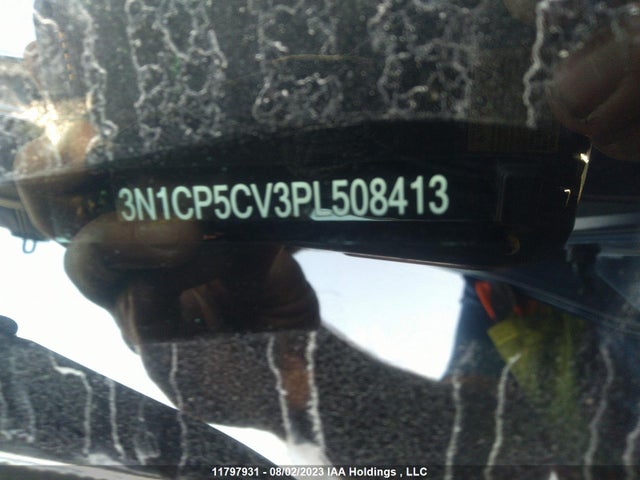 3N1CP5CV3PL508413
11797931 - 08/02/2023 IAA Holdings , LLC